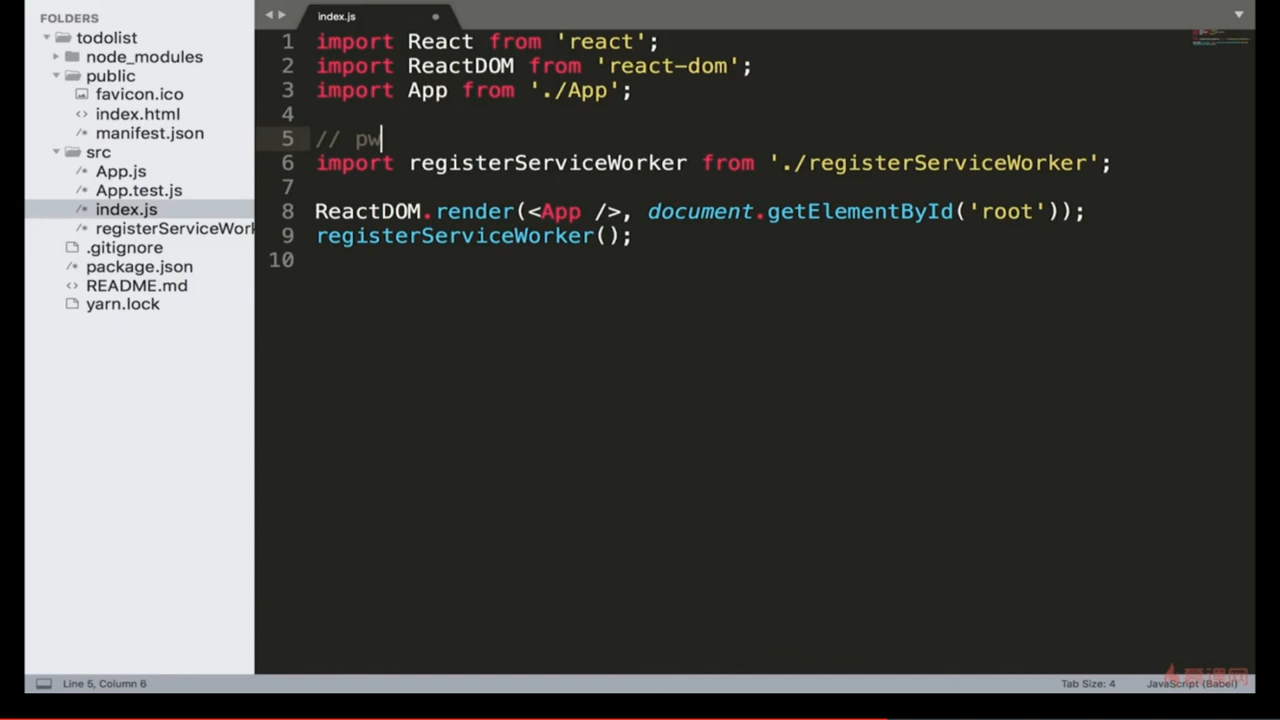 FOLDERS
todolist
node_modules
public
favicon.ico
index.html
manifest.json
src
App.js
App.test.js
index.js
registerServiceWork
.gitignore
package.json
README.md
yarn.lock
index.js
1 import React from 'react';
2 import ReactDOM from 'react-dom';
3 import App from './App';
4
5 // pw
6 import registerServiceWorker from './registerServiceWorker';
7
8 ReactDOM.render(<App />, document.getElementById('root'));
9 registerServiceWorker();
10
Line 5, Column 6
Tab Size: 4
JavaScript (Babel)
慕课网